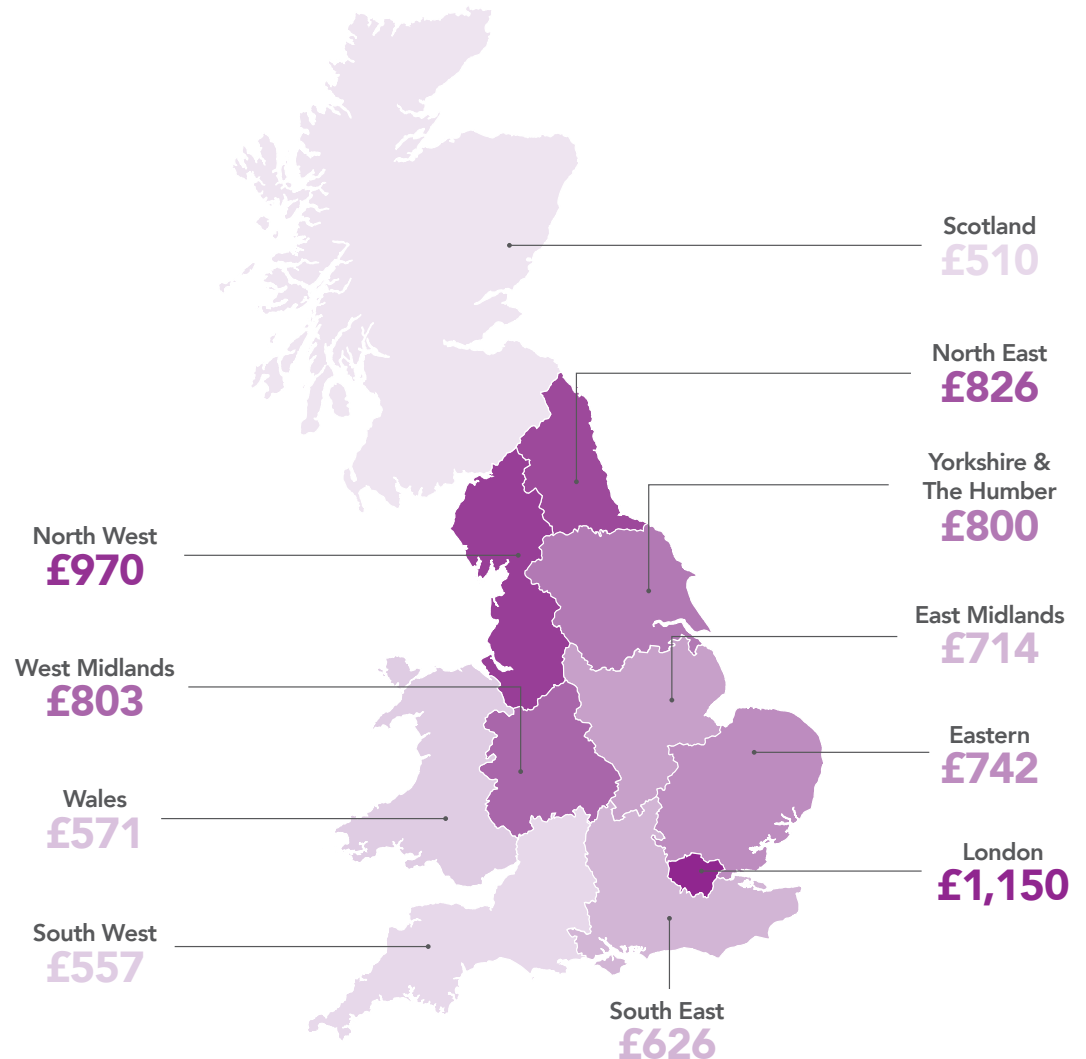 Scotland
£510
North East
£826
Yorkshire &
The Humber
£800
North West
£970
East Midlands
£714
West Midlands
£803
Eastern
£742
Wales
£571
London
£1,150
South West
£557
South East
£626